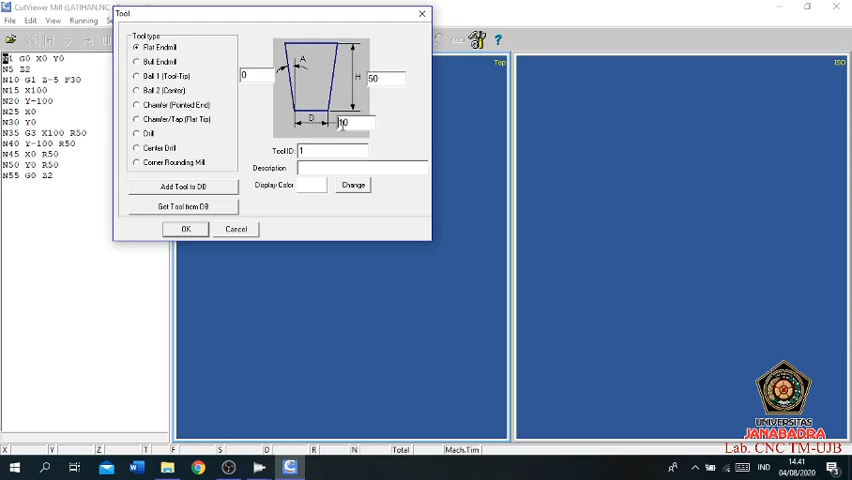 CutViewer Mill (LATIHAN.MPF)
File Edit View Running
Tool
Tool type
Flat Endmill
Bull Endmill
Ball 1 (Tool-Tip)
Ball 2 (Center)
Chamfer (Pointed End)
Chamfer/Tap (Flat Tip)
Drill
Center Drill
Corner Rounding Mill
Add Tool to DB
Get Tool from DB
OK
Cancel
0
A
H
50
D
10
Tool ID:
1
Description
Display Color
Change
N1 G0 X0 Y0
N5 Z2
N10 G1 Z-5 F30
N15 X100
N20 Y-100
N25 X0
N30 Y0
N35 G3 X100 R50
N40 Y-100 R50
N45 X0 R50
N50 Y0 R50
N55 G0 Z2
Top
ISO
UNIVERSITAS
JANABADRA
Lab. CNC TM-UJB
X Y Z T F S D R N Total Mach.Tim
IND
14.41
04/08/2020
3